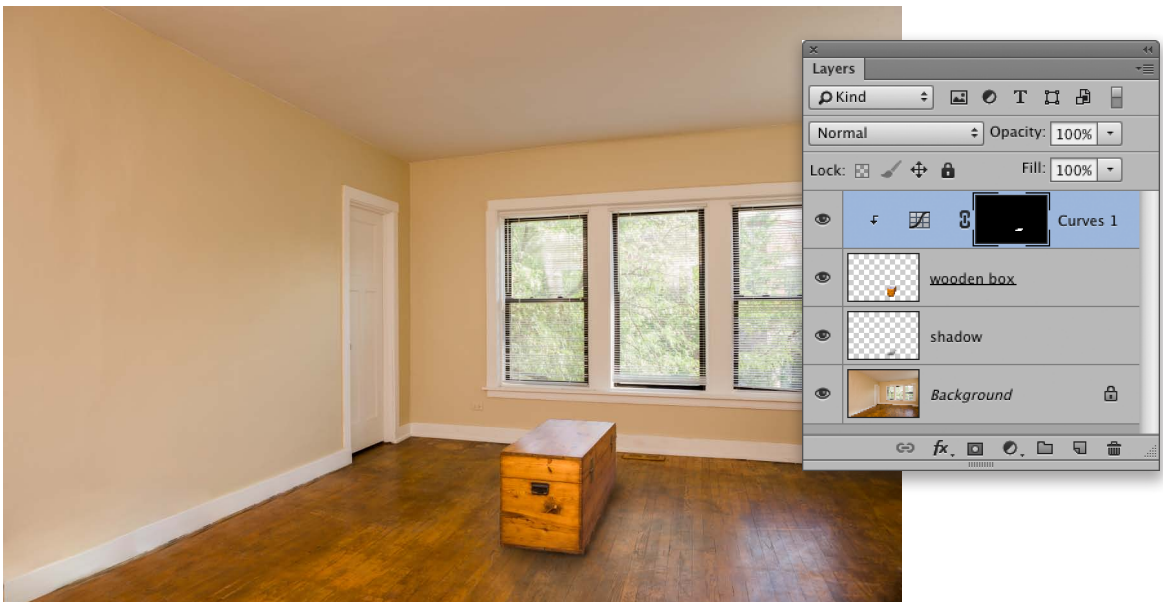 Layers
Kind
T
Normal
Opacity: 100%
Lock:
Fill: 100%
Curves 1
wooden box
shadow
Background
fx